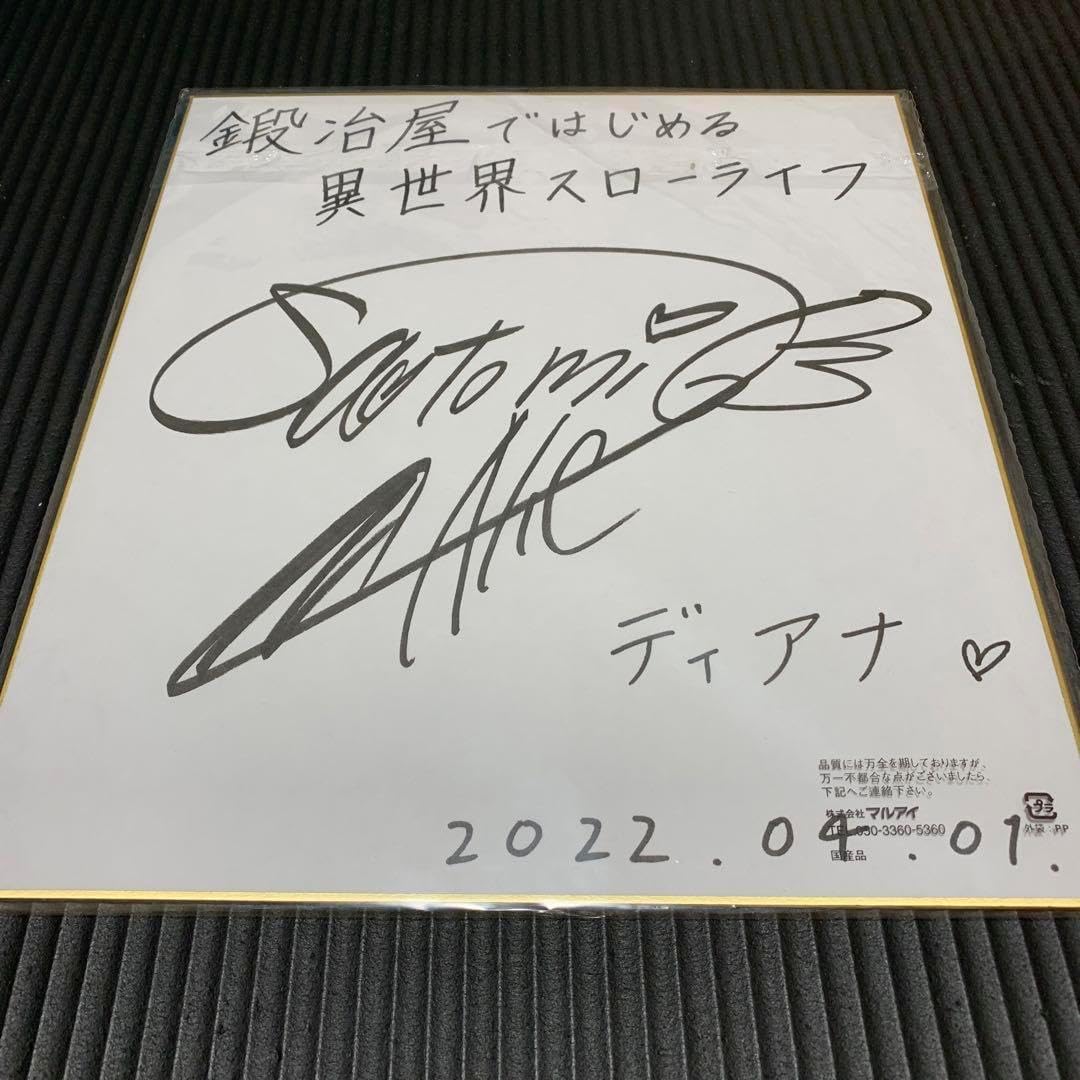 鍛冶屋ではじめる
異世界スローライフ
Satomi
ディアナ ♡
品質には万全を期しておりますが、
万一不都合な点がございましたら、
下記へご連絡下さい。
株式会社 マルアイ
TEL.050-3360-5360
国産品
プラ
外袋:PP
2022.04.01.